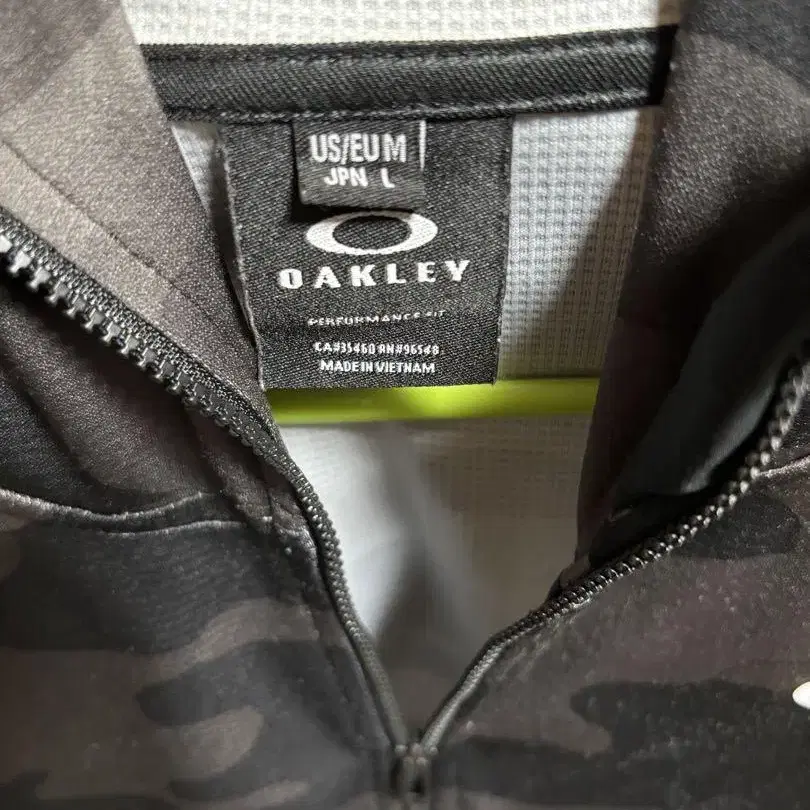 US/EU M
JPN L
OAKLEY
PERFORMANCE FIT
CA#35460 RN#96548
MADE IN VIETNAM